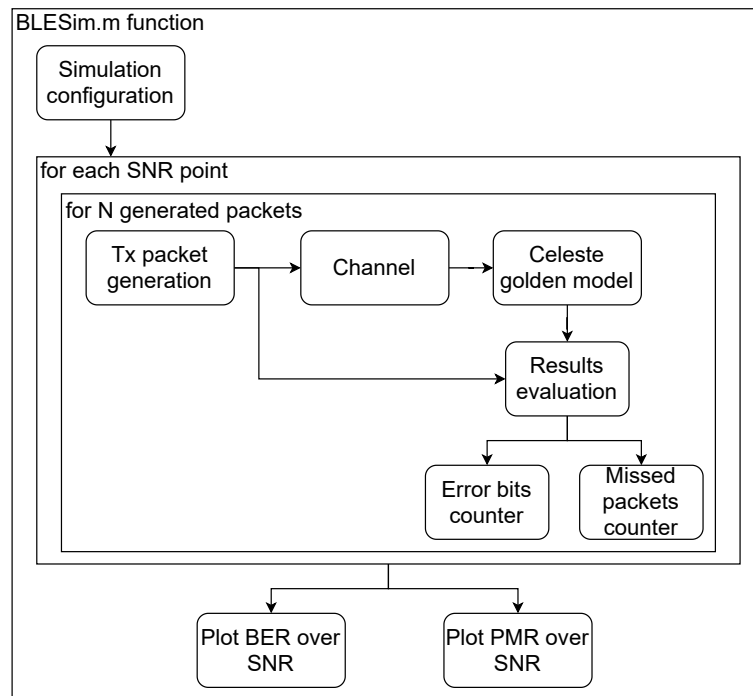 BLESim.m function
Simulation
configuration
for each SNR point
for N generated packets
Tx packet
generation
Channel
Celeste
golden model
Results
evaluation
Error bits
counter
Missed
packets
counter
Plot BER over
SNR
Plot PMR over
SNR